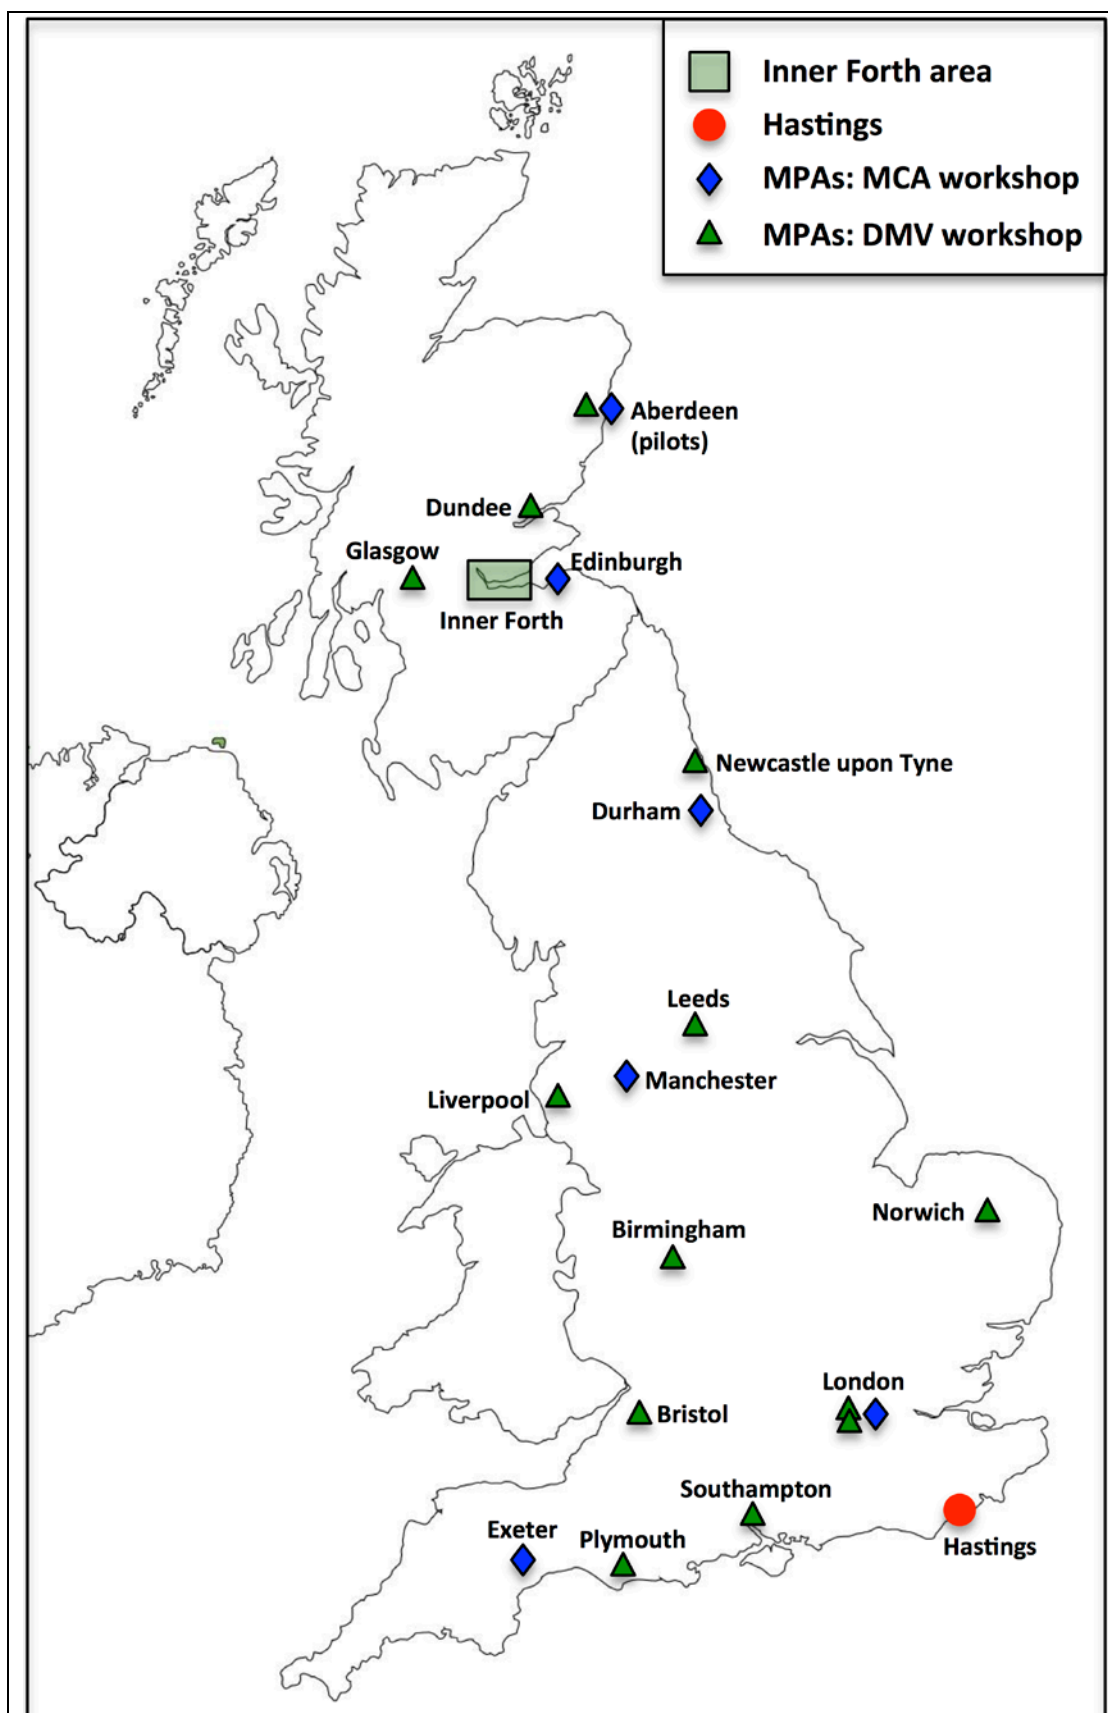 Inner Forth area
Hastings
MPAs: MCA workshop
MPAs: DMV workshop
Aberdeen
(pilots)
Dundee
Glasgow
Edinburgh
Inner Forth
Newcastle upon Tyne
Durham
Leeds
Manchester
Liverpool
Norwich
Birmingham
London
Bristol
Southampton
Exeter
Plymouth
Hastings